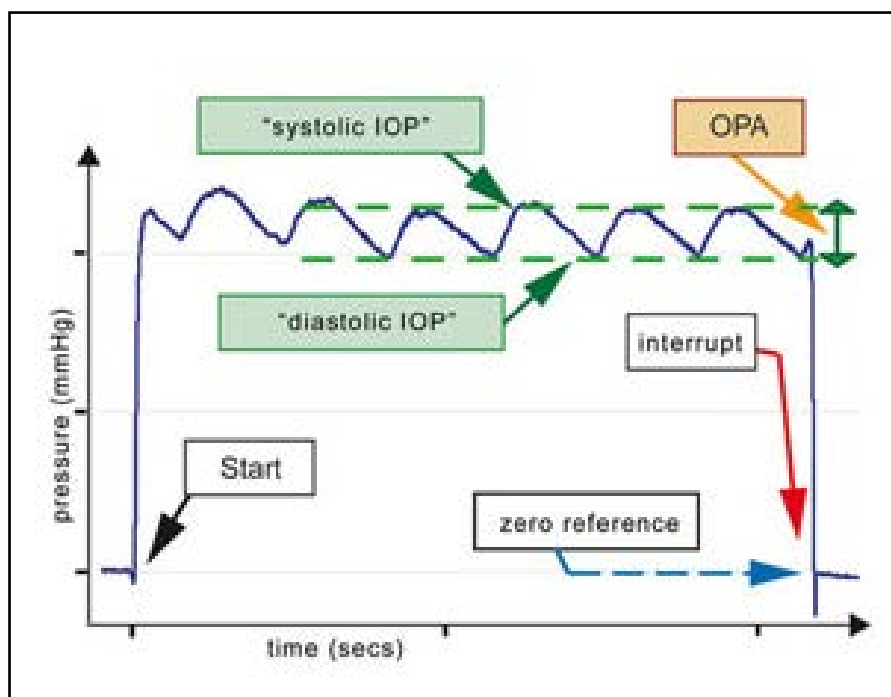 "systolic IOP"
OPA
"diastolic IOP"
interrupt
pressure (mmHg)
Start
zero reference
time (secs)